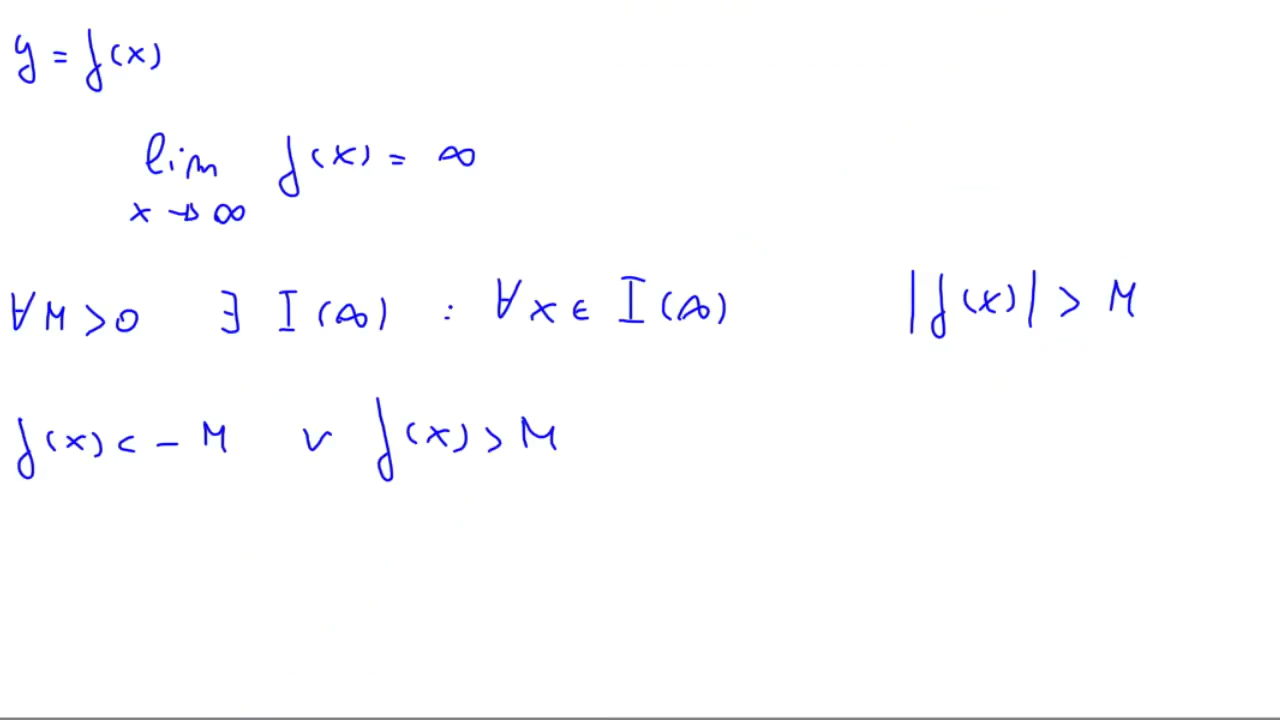 y = f(x)
lim f(x) = ∞
x → ∞
∀M > 0 ∃ I(∞) : ∀x ∈ I(∞) |f(x)| > M
f(x) < - M ∨ f(x) > M